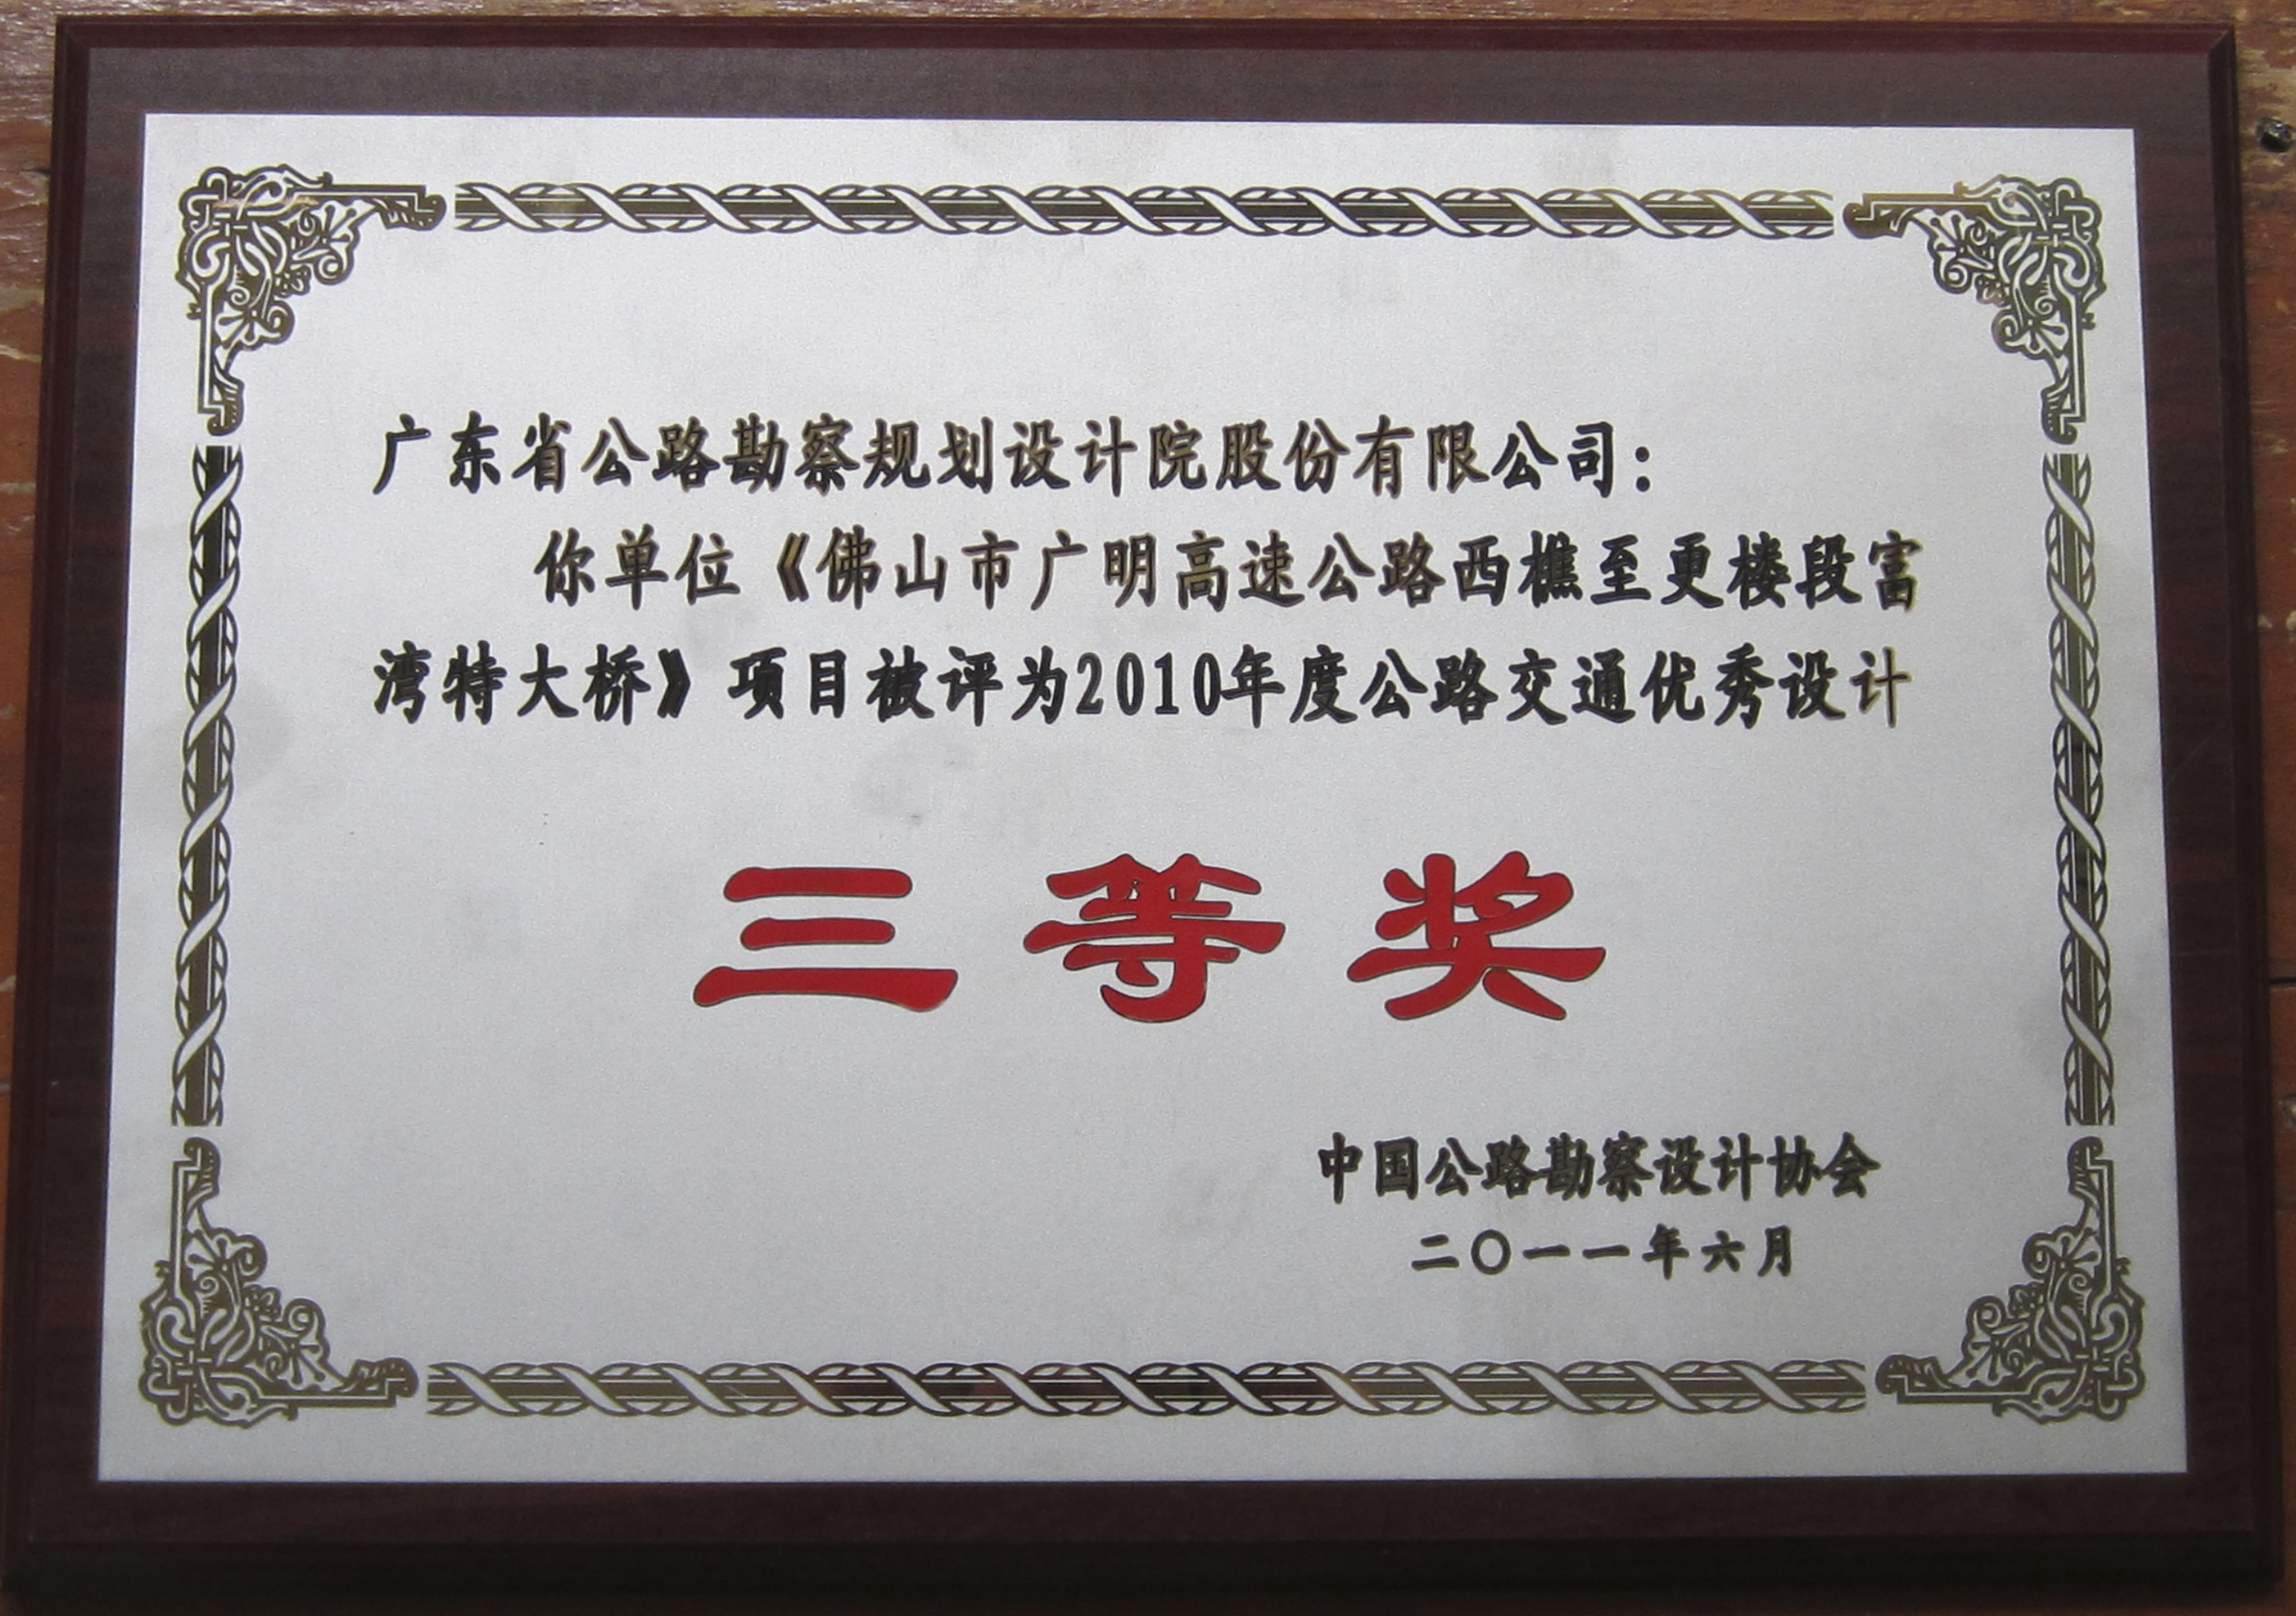 广东省公路勘察规划设计院股份有限公司：
你单位《佛山市广明高速公路西樵至更楼段富
湾特大桥》项目被评为2010年度公路交通优秀设计
三等奖
中国公路勘察设计协会
二〇一一年六月